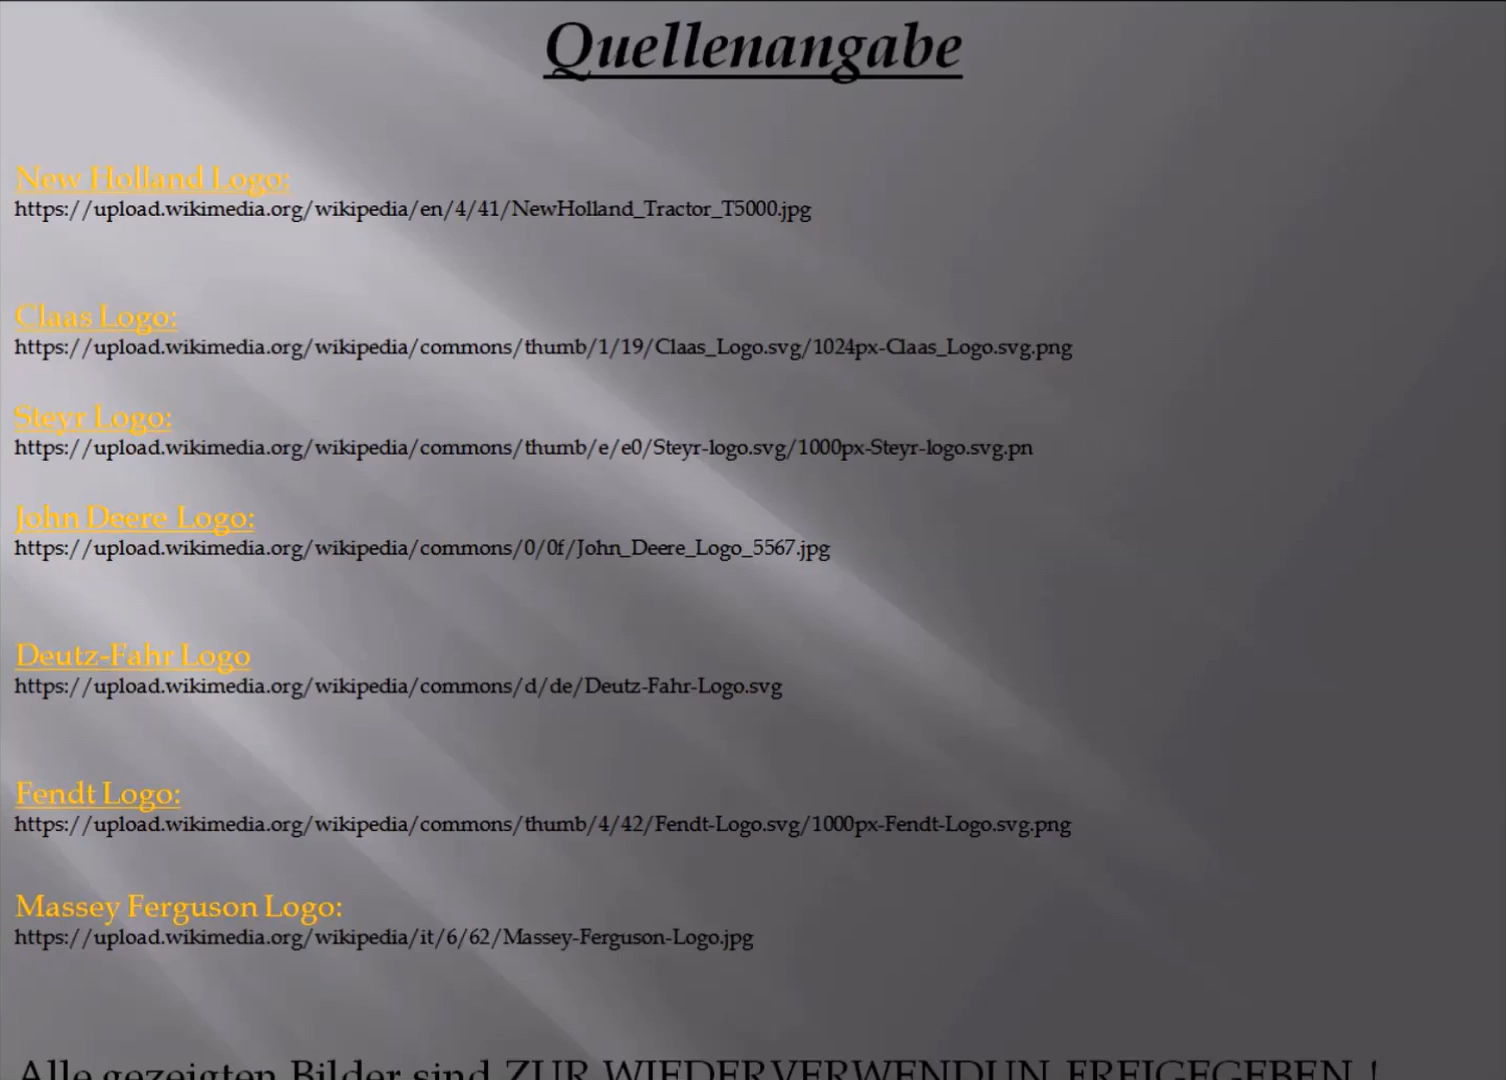 Quellenangabe
New Holland Logo:
https://upload.wikimedia.org/wikipedia/en/4/41/NewHolland_Tractor_T5000.jpg
Claas Logo:
https://upload.wikimedia.org/wikipedia/commons/thumb/1/19/Claas_Logo.svg/1024px-Claas_Logo.svg.png
Steyr Logo:
https://upload.wikimedia.org/wikipedia/commons/thumb/e/e0/Steyr-logo.svg/1000px-Steyr-logo.svg.pn
John Deere Logo:
https://upload.wikimedia.org/wikipedia/commons/0/0f/John_Deere_Logo_5567.jpg
Deutz-Fahr Logo
https://upload.wikimedia.org/wikipedia/commons/d/de/Deutz-Fahr-Logo.svg
Fendt Logo:
https://upload.wikimedia.org/wikipedia/commons/thumb/4/42/Fendt-Logo.svg/1000px-Fendt-Logo.svg.png
Massey Ferguson Logo:
https://upload.wikimedia.org/wikipedia/it/6/62/Massey-Ferguson-Logo.jpg
Alle gezeigten Bilder sind ZUR WIEDERVERWENDUN FREIGEGEBEN !